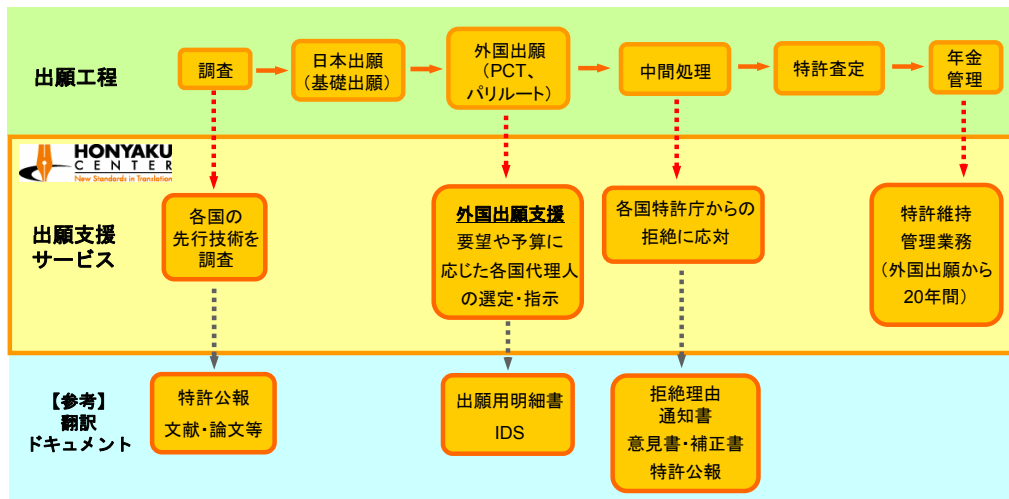 出願工程
調査
日本出願
（基礎出願）
外国出願
（PCT、
パリルート）
中間処理
特許査定
年金
管理
HONYAKU
CENTER
New Standards in Translation
出願支援
サービス
各国の
先行技術を
調査
外国出願支援
要望や予算に
応じた各国代理人
の選定・指示
各国特許庁からの
拒絶に応対
特許維持
管理業務
（外国出願から
20年間）
【参考】
翻訳
ドキュメント
特許公報
文献・論文等
出願用明細書
IDS
拒絶理由
通知書
意見書・補正書
特許公報